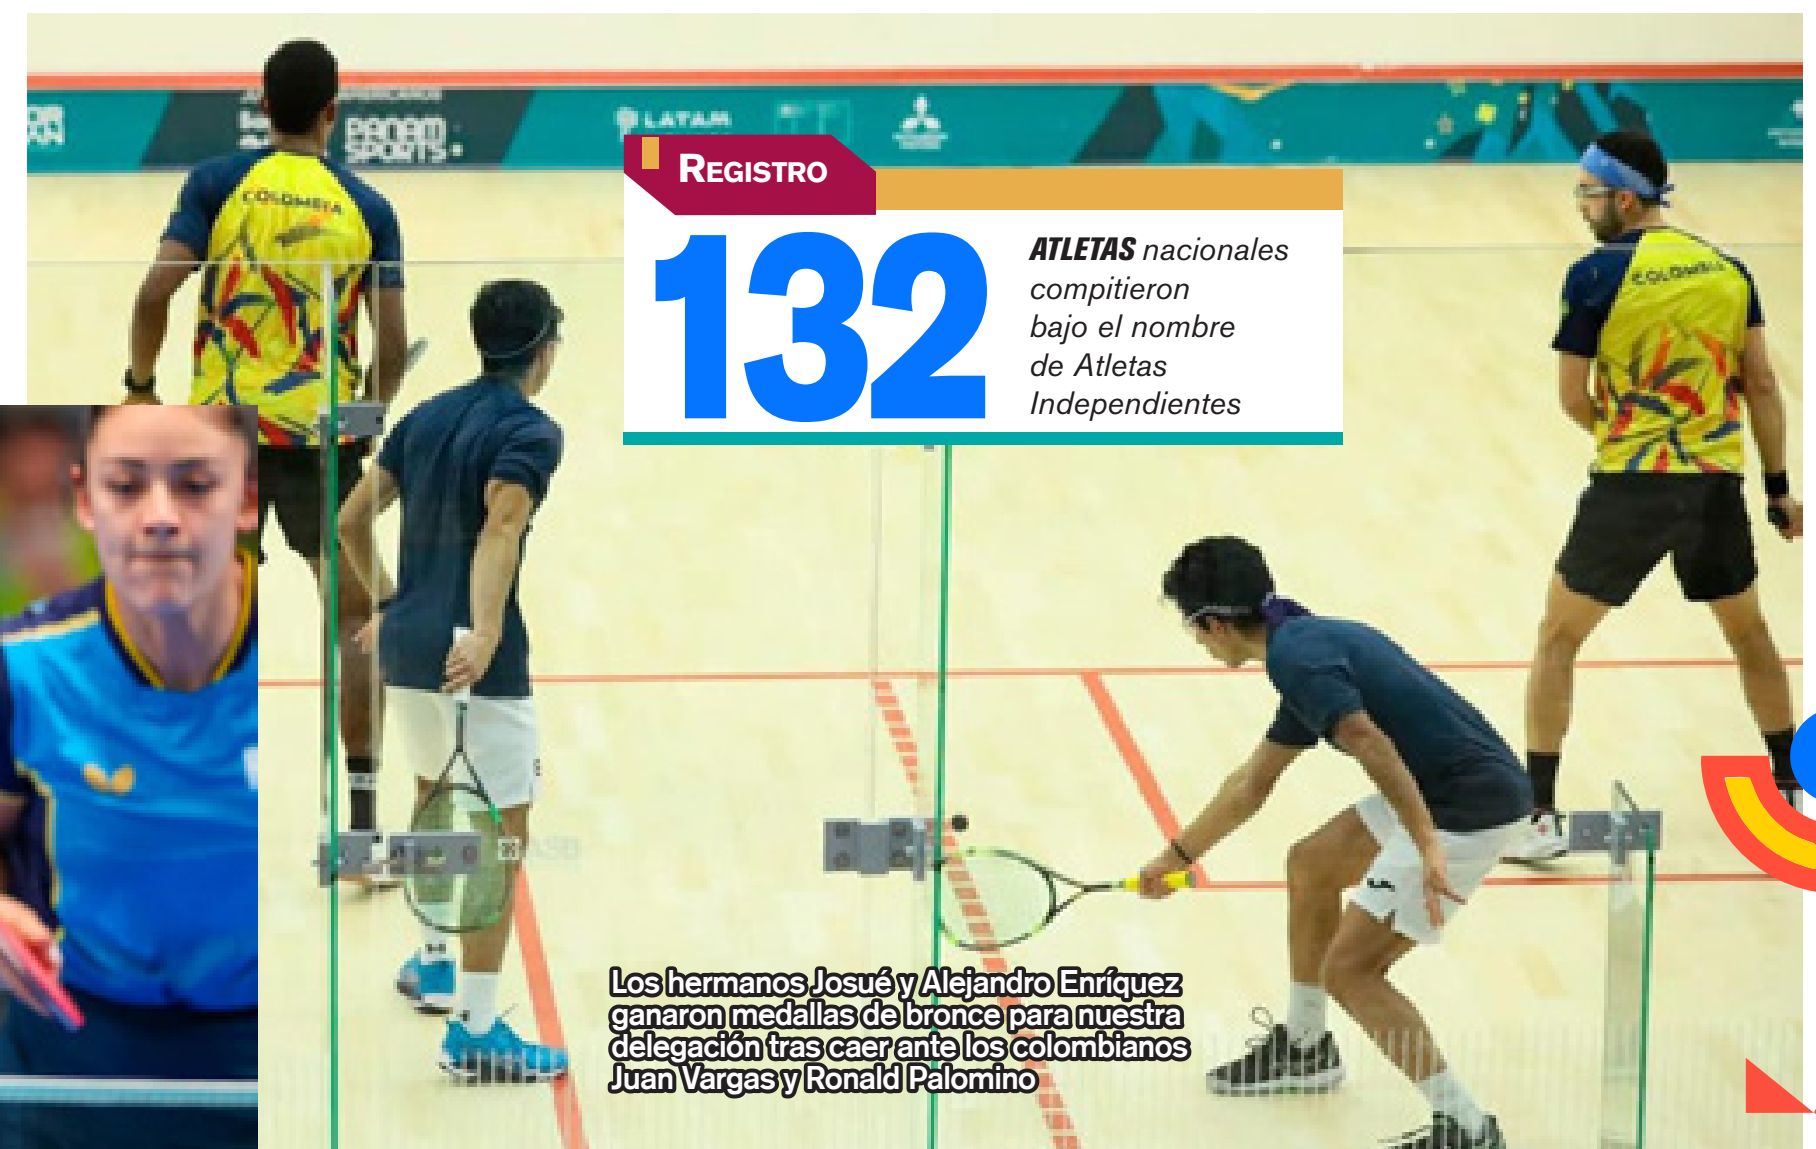 PANAM
SPORTS
LATAM
COLOMBIA
COLOMBIA
REGISTRO
132
ATLETAS nacionales
compitieron
bajo el nombre
de Atletas
Independientes
Los hermanos Josué y Alejandro Enríquez
ganaron medallas de bronce para nuestra
delegación tras caer ante los colombianos
Juan Vargas y Ronald Palomino